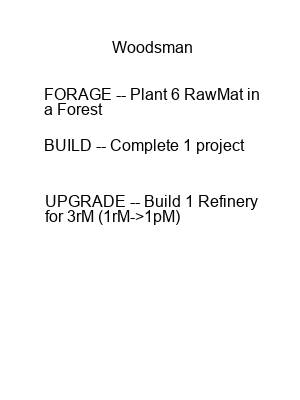 Woodsman
FORAGE -- Plant 6 RawMat in
a Forest
BUILD -- Complete 1 project
UPGRADE -- Build 1 Refinery
for 3rM (1rM->1pM)